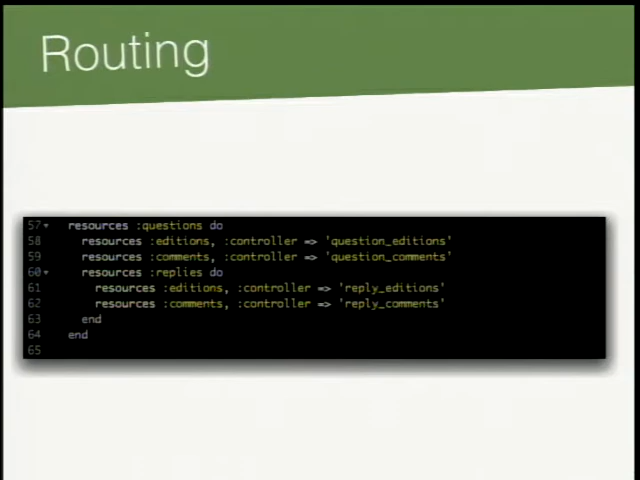 Routing
57▾ resources :questions do
58 resources :editions, :controller => 'question_editions'
59 resources :comments, :controller => 'question_comments'
60▾ resources :replies do
61 resources :editions, :controller => 'reply_editions'
62 resources :comments, :controller => 'reply_comments'
63 end
64 end
65